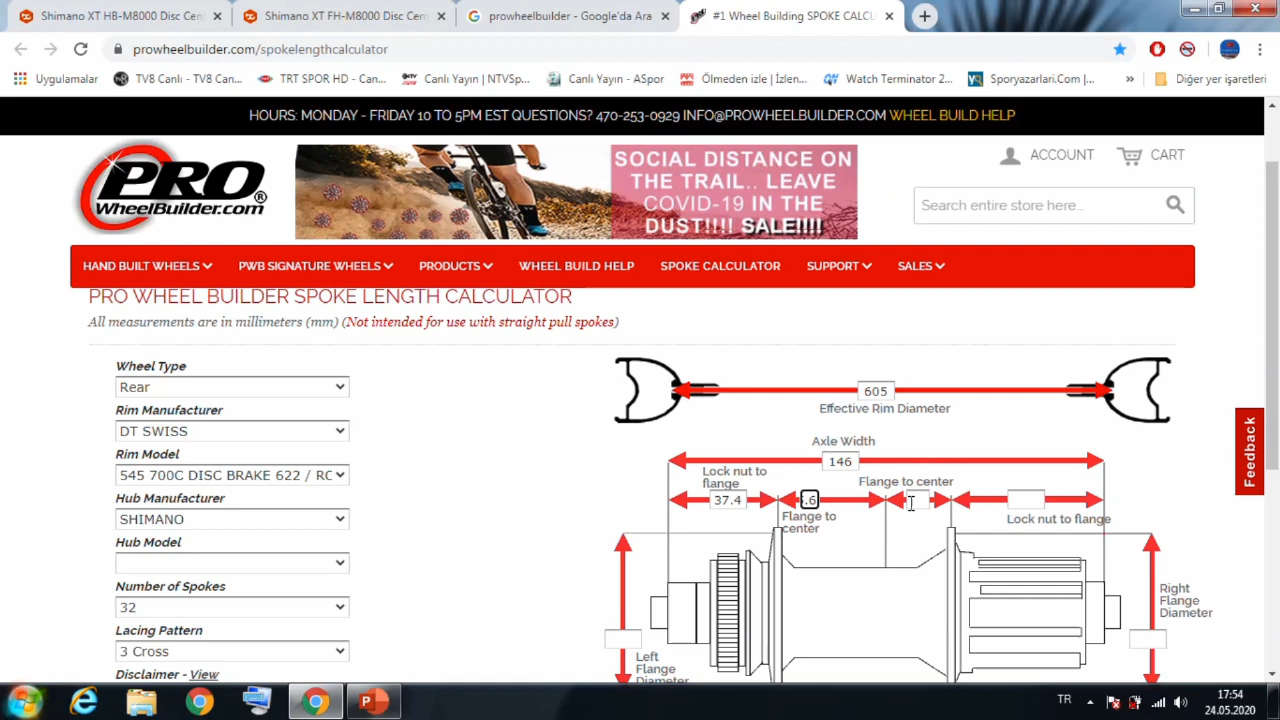 Shimano XT HB-M8000 Disc Cent
Shimano XT FH-M8000 Disc Cent
prowheelbuilder - Google'da Ara
#1 Wheel Building SPOKE CALCU
prowheelbuilder.com/spokelengthcalculator
Uygulamalar
TV8 Canlı - TV8 Can...
TRT SPOR HD - Can...
Canlı Yayın | NTVSp...
Canlı Yayın - ASpor
Ölmeden izle | İzlen...
Watch Terminator 2...
Sporyazarlari.Com |...
Diğer yer işaretleri
HOURS: MONDAY - FRIDAY 10 TO 5PM EST QUESTIONS? 470-253-0929 INFO@PROWHEELBUILDER.COM WHEEL BUILD HELP
PRO
WheelBuilder.com
SOCIAL DISTANCE ON
THE TRAIL.. LEAVE
COVID-19 IN THE
DUST!!!! SALE!!!!
ACCOUNT
CART
Search entire store here...
HAND BUILT WHEELS
PWB SIGNATURE WHEELS
PRODUCTS
WHEEL BUILD HELP
SPOKE CALCULATOR
SUPPORT
SALES
PRO WHEEL BUILDER SPOKE LENGTH CALCULATOR
All measurements are in millimeters (mm) (Not intended for use with straight pull spokes)
Wheel Type
Rear
Rim Manufacturer
DT SWISS
Rim Model
545 700C DISC BRAKE 622 / RC
Hub Manufacturer
SHIMANO
Hub Model
Number of Spokes
32
Lacing Pattern
3 Cross
Disclaimer - View
605
Effective Rim Diameter
Axle Width
146
Lock nut to
flange
Flange to center
37.4
.6
Flange to
center
Lock nut to flange
Right
Flange
Diameter
Left
Flange
Diameter
Feedback
TR
17:54
24.05.2020